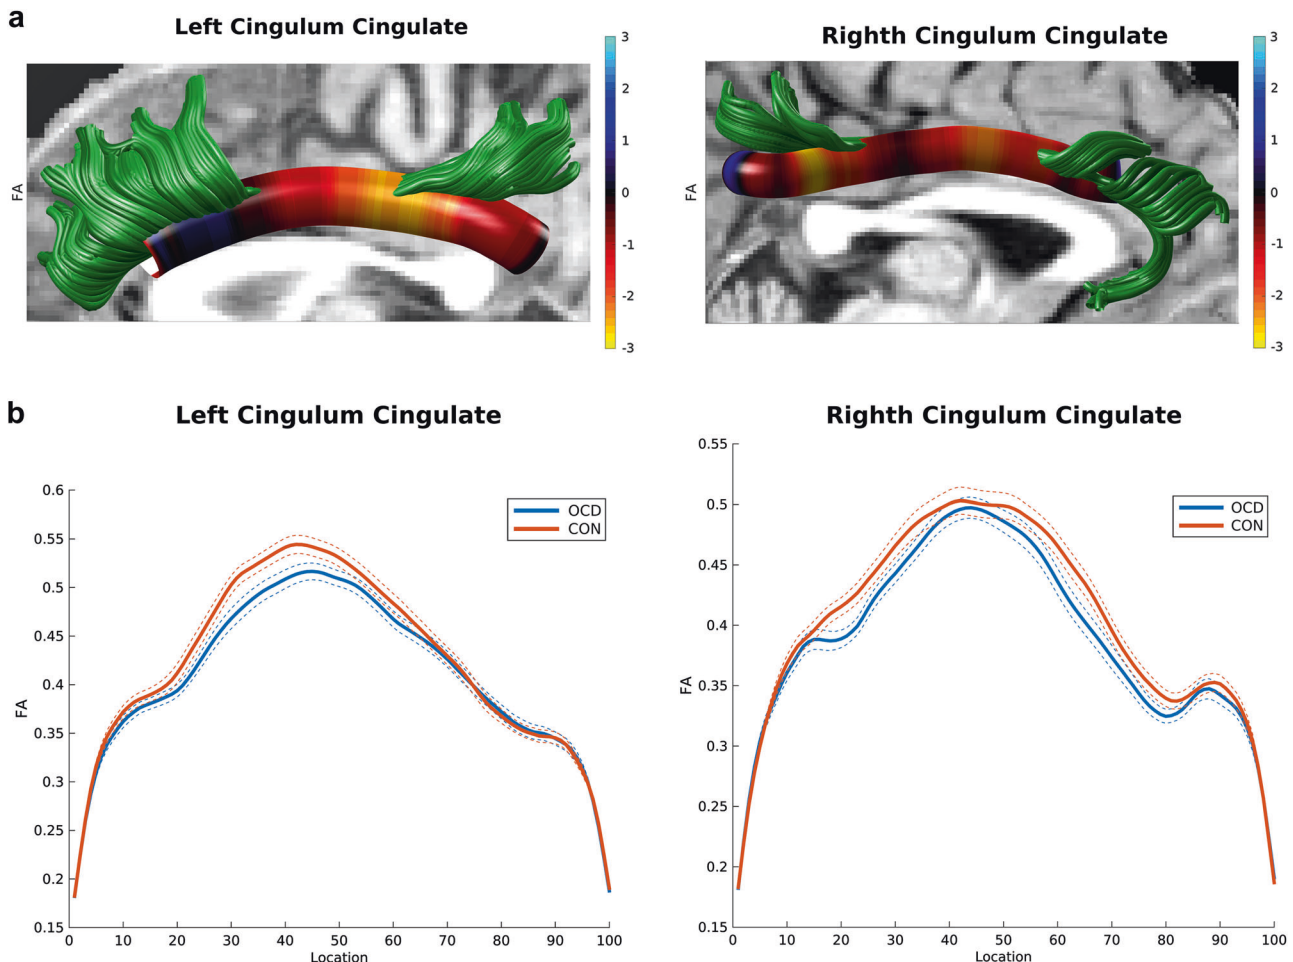 a
Left Cingulum Cingulate
Righth Cingulum Cingulate
FA
3
2
1
0
-1
-2
-3
FA
3
2
1
0
-1
-2
-3
b
Left Cingulum Cingulate
Righth Cingulum Cingulate
FA
0.6
0.55
0.5
0.45
0.4
0.35
0.3
0.25
0.2
0.15
0 10 20 30 40 50 60 70 80 90 100
Location
OCD
CON
FA
0.55
0.5
0.45
0.4
0.35
0.3
0.25
0.2
0.15
0 10 20 30 40 50 60 70 80 90 100
Location
OCD
CON